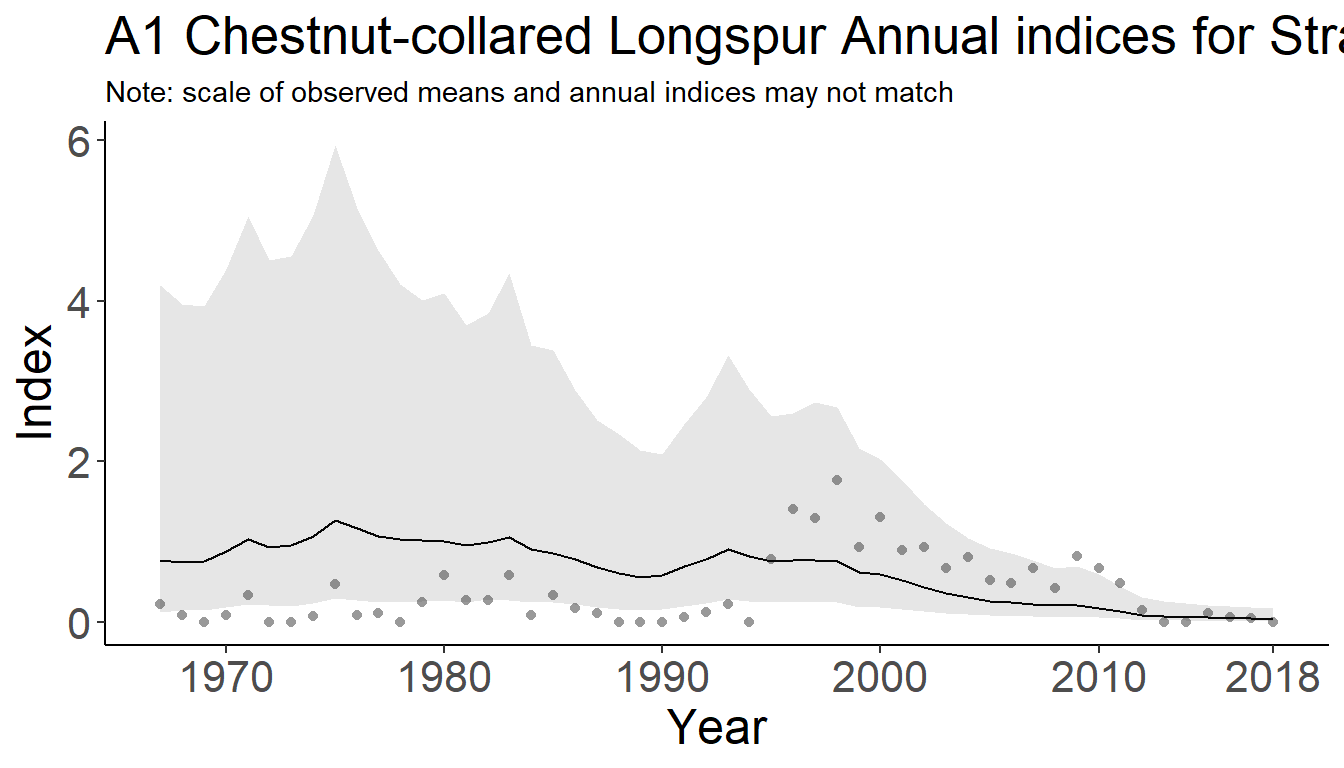 A1 Chestnut-collared Longspur Annual indices for
Note: scale of observed means and annual indices may not match
6
4
2
0
Index
1970 1980 1990 2000 2010 2018
Year